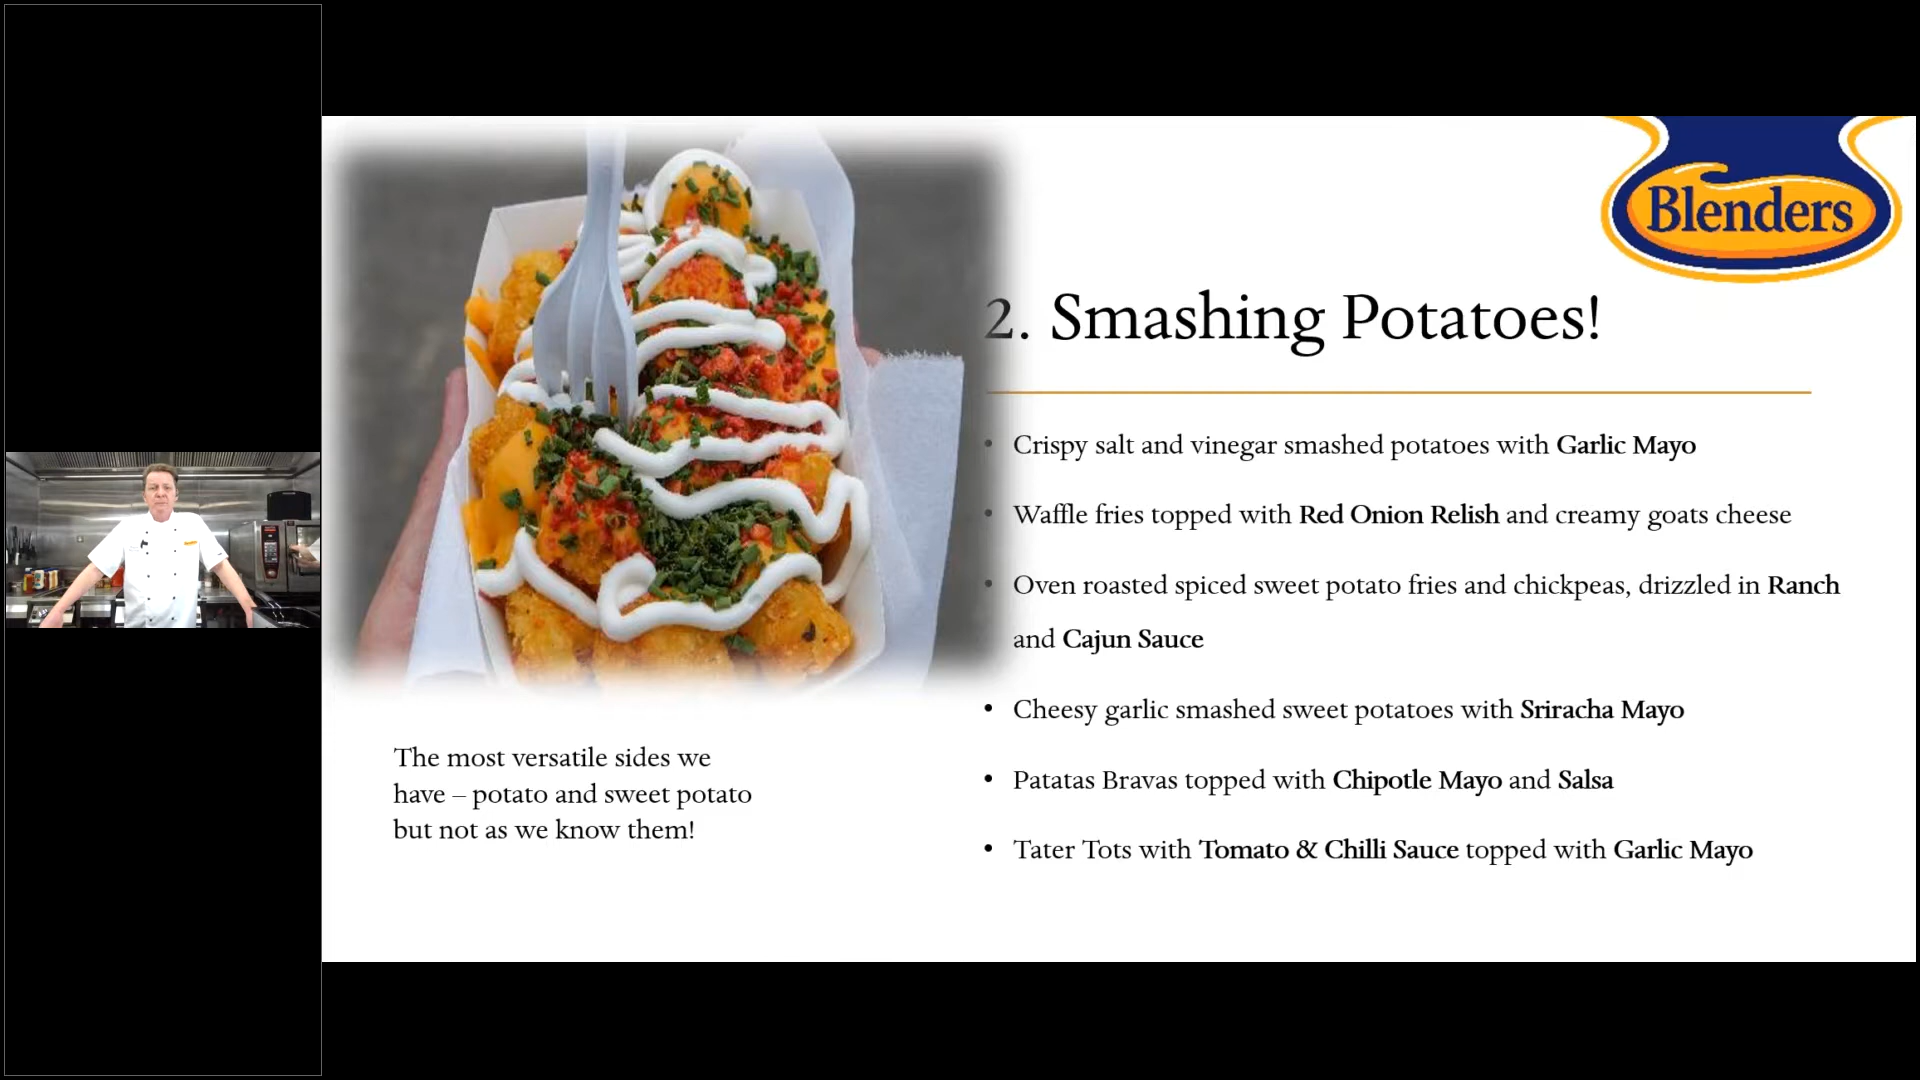 Blenders
2. Smashing Potatoes!
• Crispy salt and vinegar smashed potatoes with Garlic Mayo
• Waffle fries topped with Red Onion Relish and creamy goats cheese
• Oven roasted spiced sweet potato fries and chickpeas, drizzled in Ranch
and Cajun Sauce
• Cheesy garlic smashed sweet potatoes with Sriracha Mayo
• Patatas Bravas topped with Chipotle Mayo and Salsa
• Tater Tots with Tomato & Chilli Sauce topped with Garlic Mayo
The most versatile sides we
have – potato and sweet potato
but not as we know them!